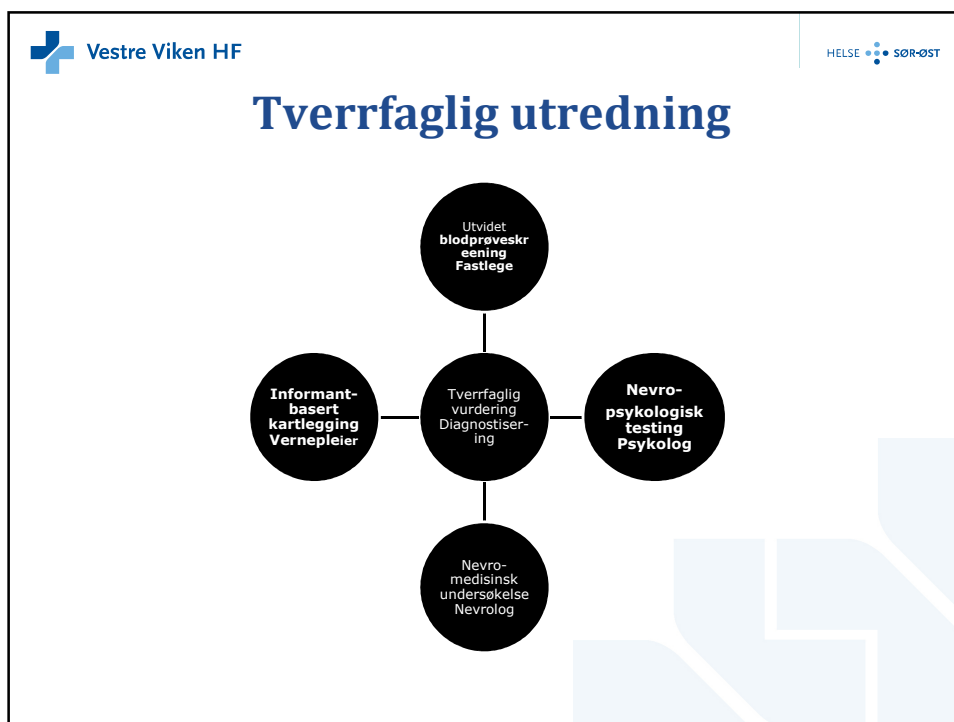 Vestre Viken HF
HELSE SØR-ØST
Tverrfaglig utredning
Utvidet
blodprøveskr
eening
Fastlege
Informant-
basert
kartlegging
Vernepleier
Tverrfaglig
vurdering
Diagnostiser-
ing
Nevro-
psykologisk
testing
Psykolog
Nevro-
medisinsk
undersøkelse
Nevrolog